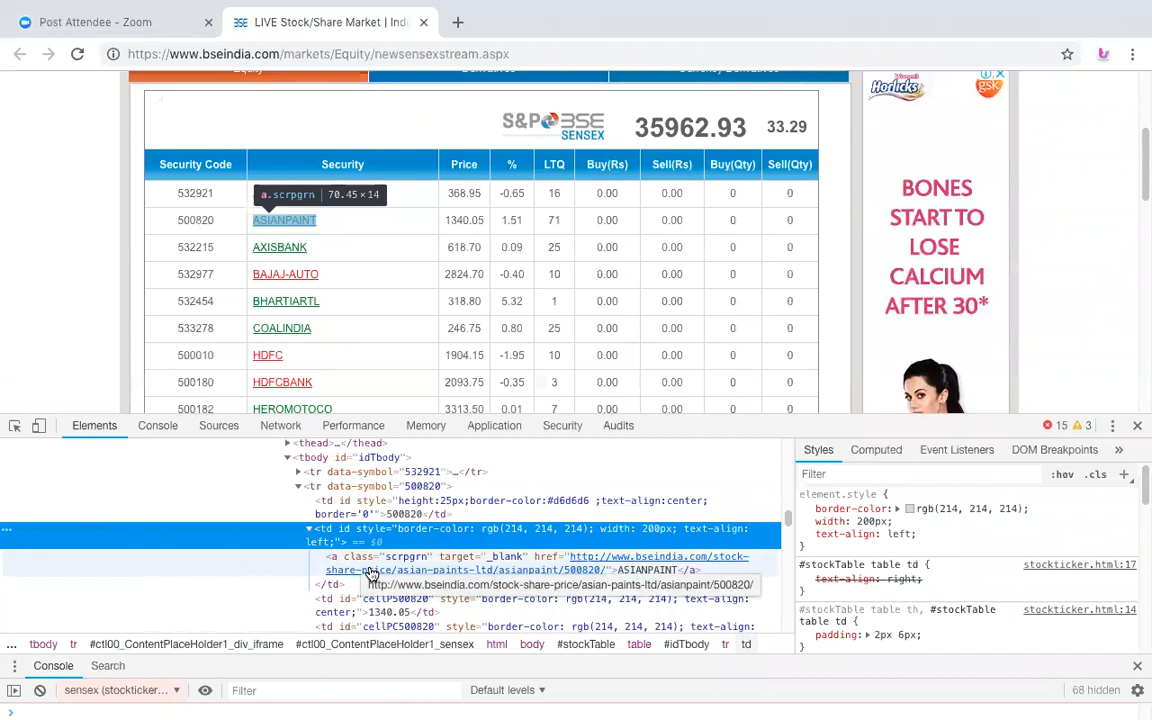 Post Attendee - Zoom
LIVE Stock/Share Market | Indi
https://www.bseindia.com/markets/Equity/newsensexstream.aspx
S&P BSE SENSEX 35962.93 33.29
Security Code Security Price % LTQ Buy(Rs) Sell(Rs) Buy(Qty) Sell(Qty)
532921 368.95 -0.65 16 0.00 0.00 0 0
a.scrpgrn | 70.45 × 14
500820 ASIANPAINT 1340.05 1.51 71 0.00 0.00 0 0
532215 AXISBANK 618.70 0.09 25 0.00 0.00 0 0
532977 BAJAJ-AUTO 2824.70 -0.40 10 0.00 0.00 0 0
532454 BHARTIARTL 318.80 5.32 1 0.00 0.00 0 0
533278 COALINDIA 246.75 0.80 25 0.00 0.00 0 0
500010 HDFC 1904.15 -1.95 10 0.00 0.00 0 0
500180 HDFCBANK 2093.75 -0.35 3 0.00 0.00 0 0
500182 HEROMOTOCO 3313.50 0.01 7 0.00 0.00 0 0
Horlicks
gsk
BONES
START TO
LOSE
CALCIUM
AFTER 30*
Elements Console Sources Network Performance Memory Application Security Audits 15 3
<thead>…</thead>
<tbody id="idTbody">
<tr data-symbol="532921">…</tr>
<tr data-symbol="500820">
<td id style="height:25px;border-color:#d6d6d6 ;text-align:center;
border='0'">500820</td>
<td id style="border-color: rgb(214, 214, 214); width: 200px; text-align:
left;"> == $0
<a class="scrpgrn" target="_blank" href="http://www.bseindia.com/stock-
share-price/asian-paints-ltd/asianpaint/500820/">ASIANPAINT</a>
</td>
http://www.bseindia.com/stock-share-price/asian-paints-ltd/asianpaint/500820/
<td id="cellP500820" style="border-color: rgb(214, 214, 214); text-align:
center;">1340.05</td>
<td id="cellPC500820" style="border-color: rgb(214, 214, 214); text-align:
... tbody tr #ctl00_ContentPlaceHolder1_div_iframe #ctl00_ContentPlaceHolder1_sensex html body #stockTable table #idTbody tr td
Styles Computed Event Listeners DOM Breakpoints »
Filter :hov .cls +
element.style {
border-color: rgb(214, 214, 214);
width: 200px;
text-align: left;
}
#stockTable table td { stockticker.html:17
text-align: right;
}
#stockTable table th, #stockTable stockticker.html:14
table td {
padding: 2px 6px;
Console Search
sensex (stockticker... Filter Default levels 68 hidden